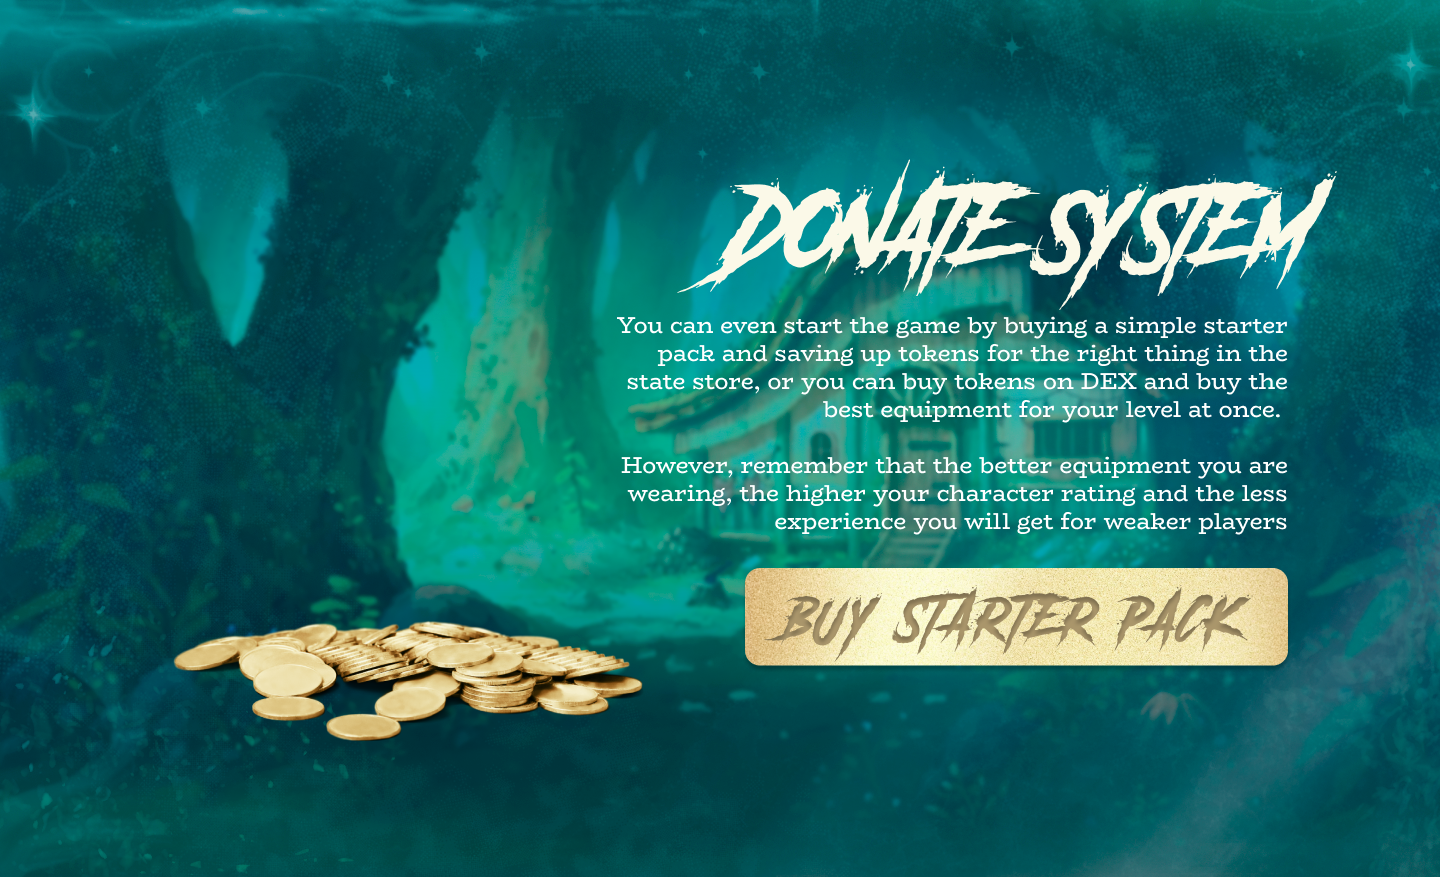 DONATE SYSTEM
You can even start the game by buying a simple starter
pack and saving up tokens for the right thing in the
state store, or you can buy tokens on DEX and buy the
best equipment for your level at once.
However, remember that the better equipment you are
wearing, the higher your character rating and the less
experience you will get for weaker players
BUY STARTER PACK